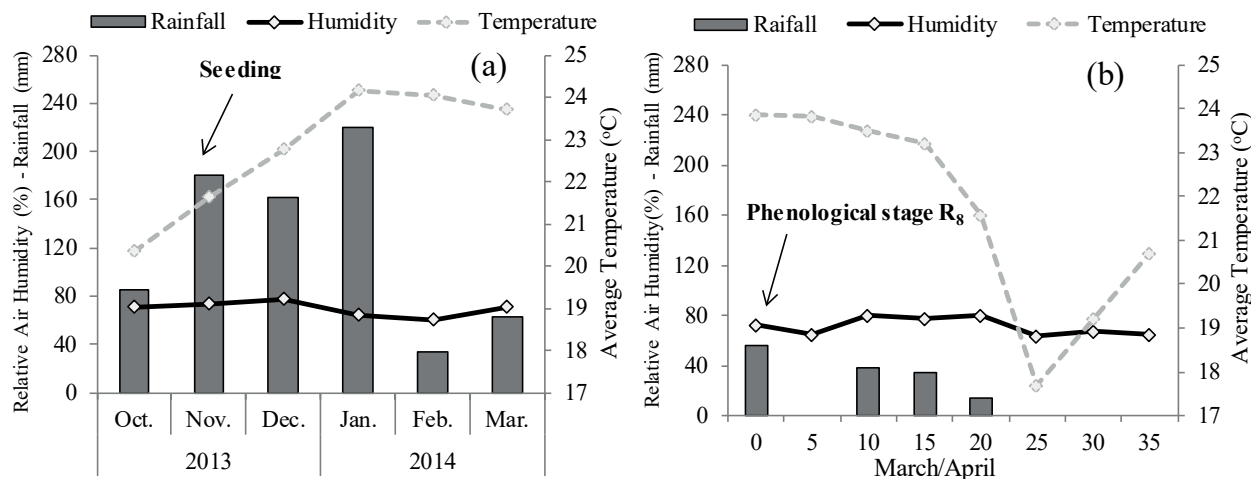 Rainfall Humidity Temperature
(a)
Seeding
Relative Air Humidity (%) - Rainfall (mm)
280
240
200
160
120
80
40
0
25
24
23
22
21
20
19
18
17
Average Temperature (ºC)
Oct. Nov. Dec. Jan. Feb. Mar.
2013 2014
Raifall Humidity Temperature
(b)
Phenological stage R8
Relative Air Humidity(%) - Rainfall (mm)
280
240
200
160
120
80
40
0
25
24
23
22
21
20
19
18
17
Average Temperature (ºC)
0 5 10 15 20 25 30 35
March/April